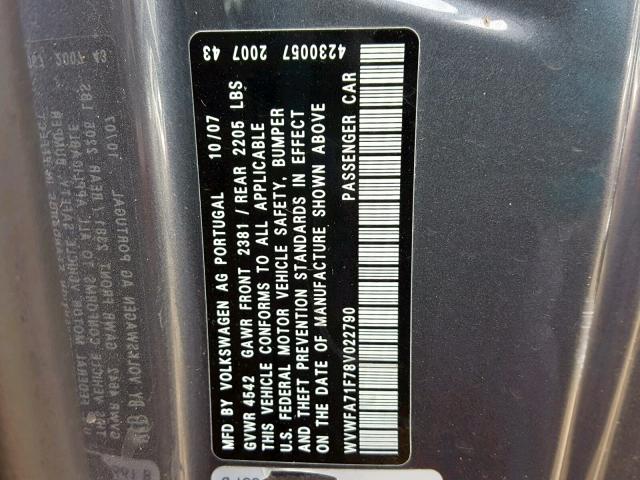 4230057 2007 43
MFD BY VOLKSWAGEN AG PORTUGAL 10/07
GVWR 4542 GAWR FRONT 2381 / REAR 2205 LBS
THIS VEHICLE CONFORMS TO ALL APPLICABLE
U.S. FEDERAL MOTOR VEHICLE SAFETY, BUMPER
AND THEFT PREVENTION STANDARDS IN EFFECT
ON THE DATE OF MANUFACTURE SHOWN ABOVE
WVWFA71F78V022790 PASSENGER CAR